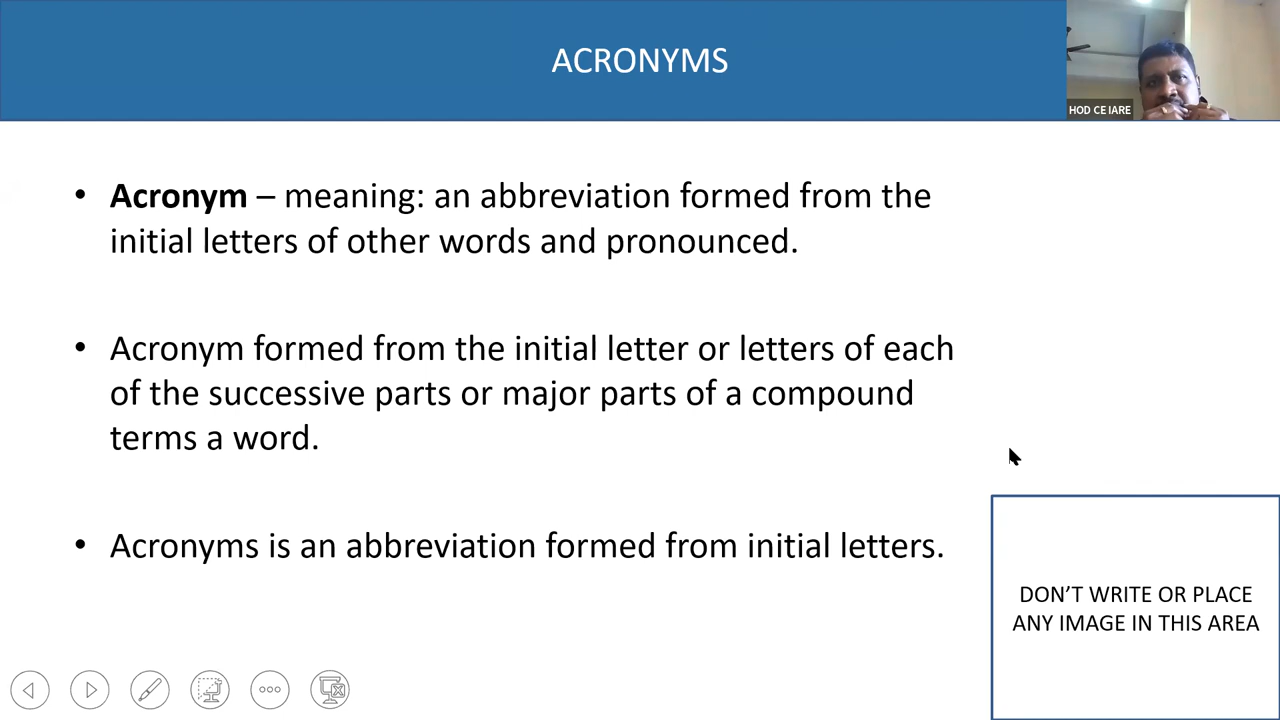 ACRONYMS
HOD CE IARE
• Acronym – meaning: an abbreviation formed from the
initial letters of other words and pronounced.
• Acronym formed from the initial letter or letters of each
of the successive parts or major parts of a compound
terms a word.
• Acronyms is an abbreviation formed from initial letters.
DON’T WRITE OR PLACE
ANY IMAGE IN THIS AREA